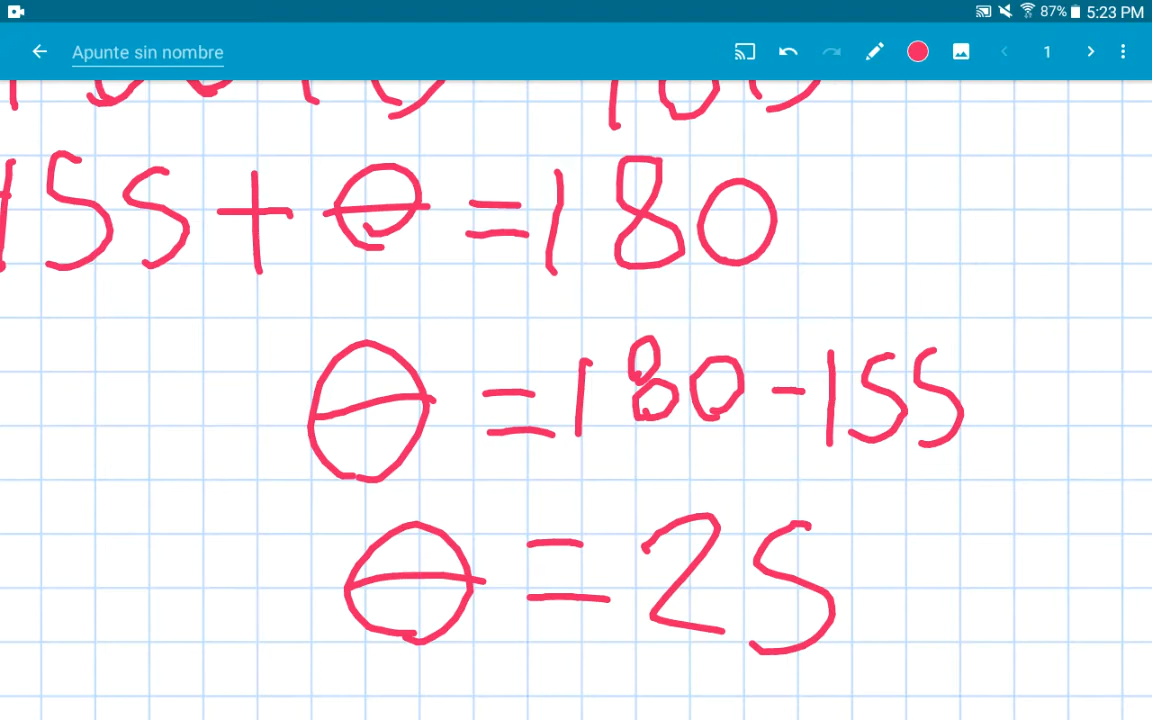 87% 5:23 PM
Apunte sin nombre 1
155+θ=180
θ=180-155
θ=25